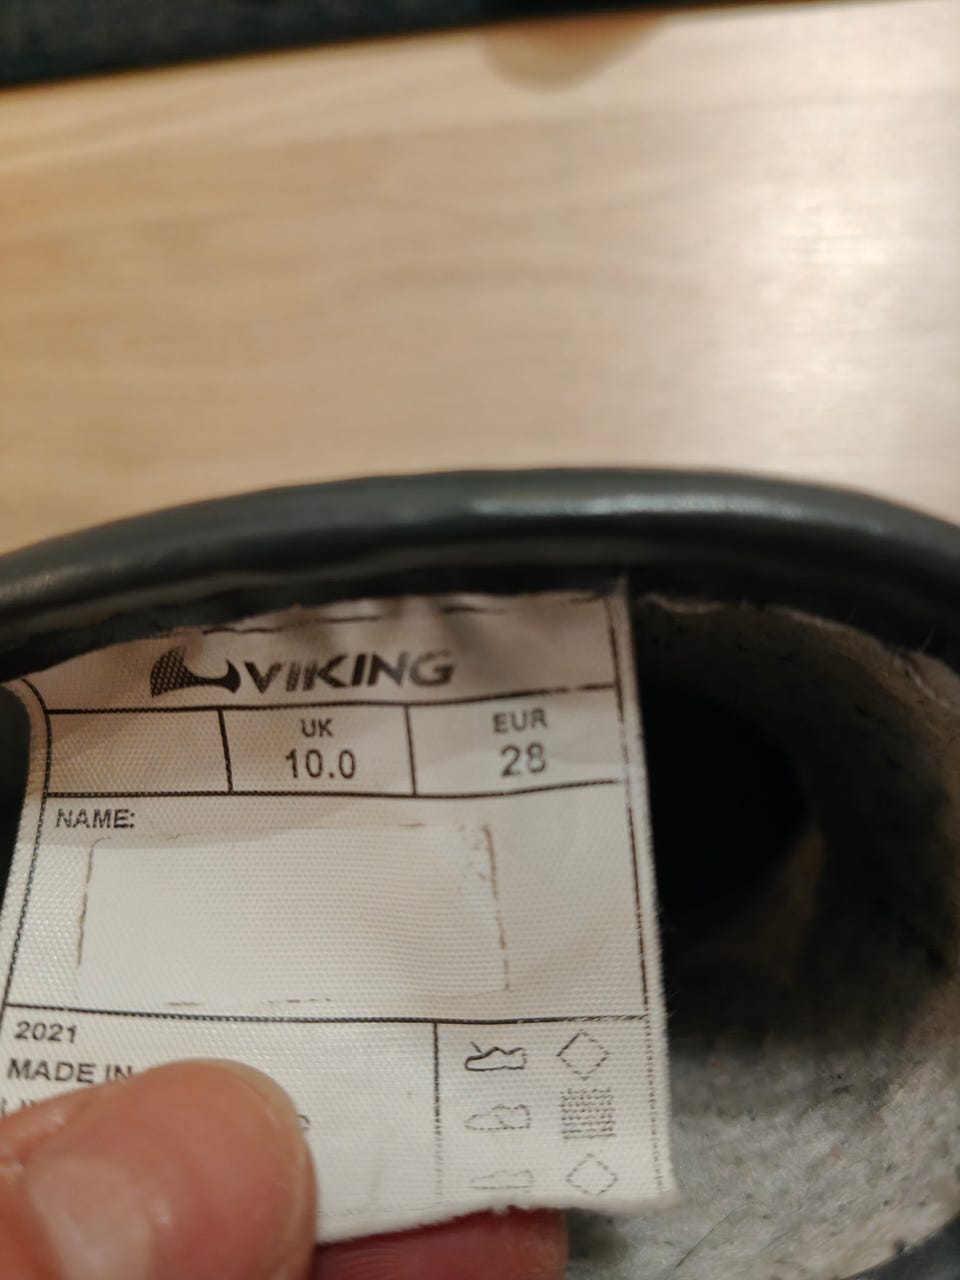 VIKING
UK EUR
10.0 28
NAME:
2021
MADE IN